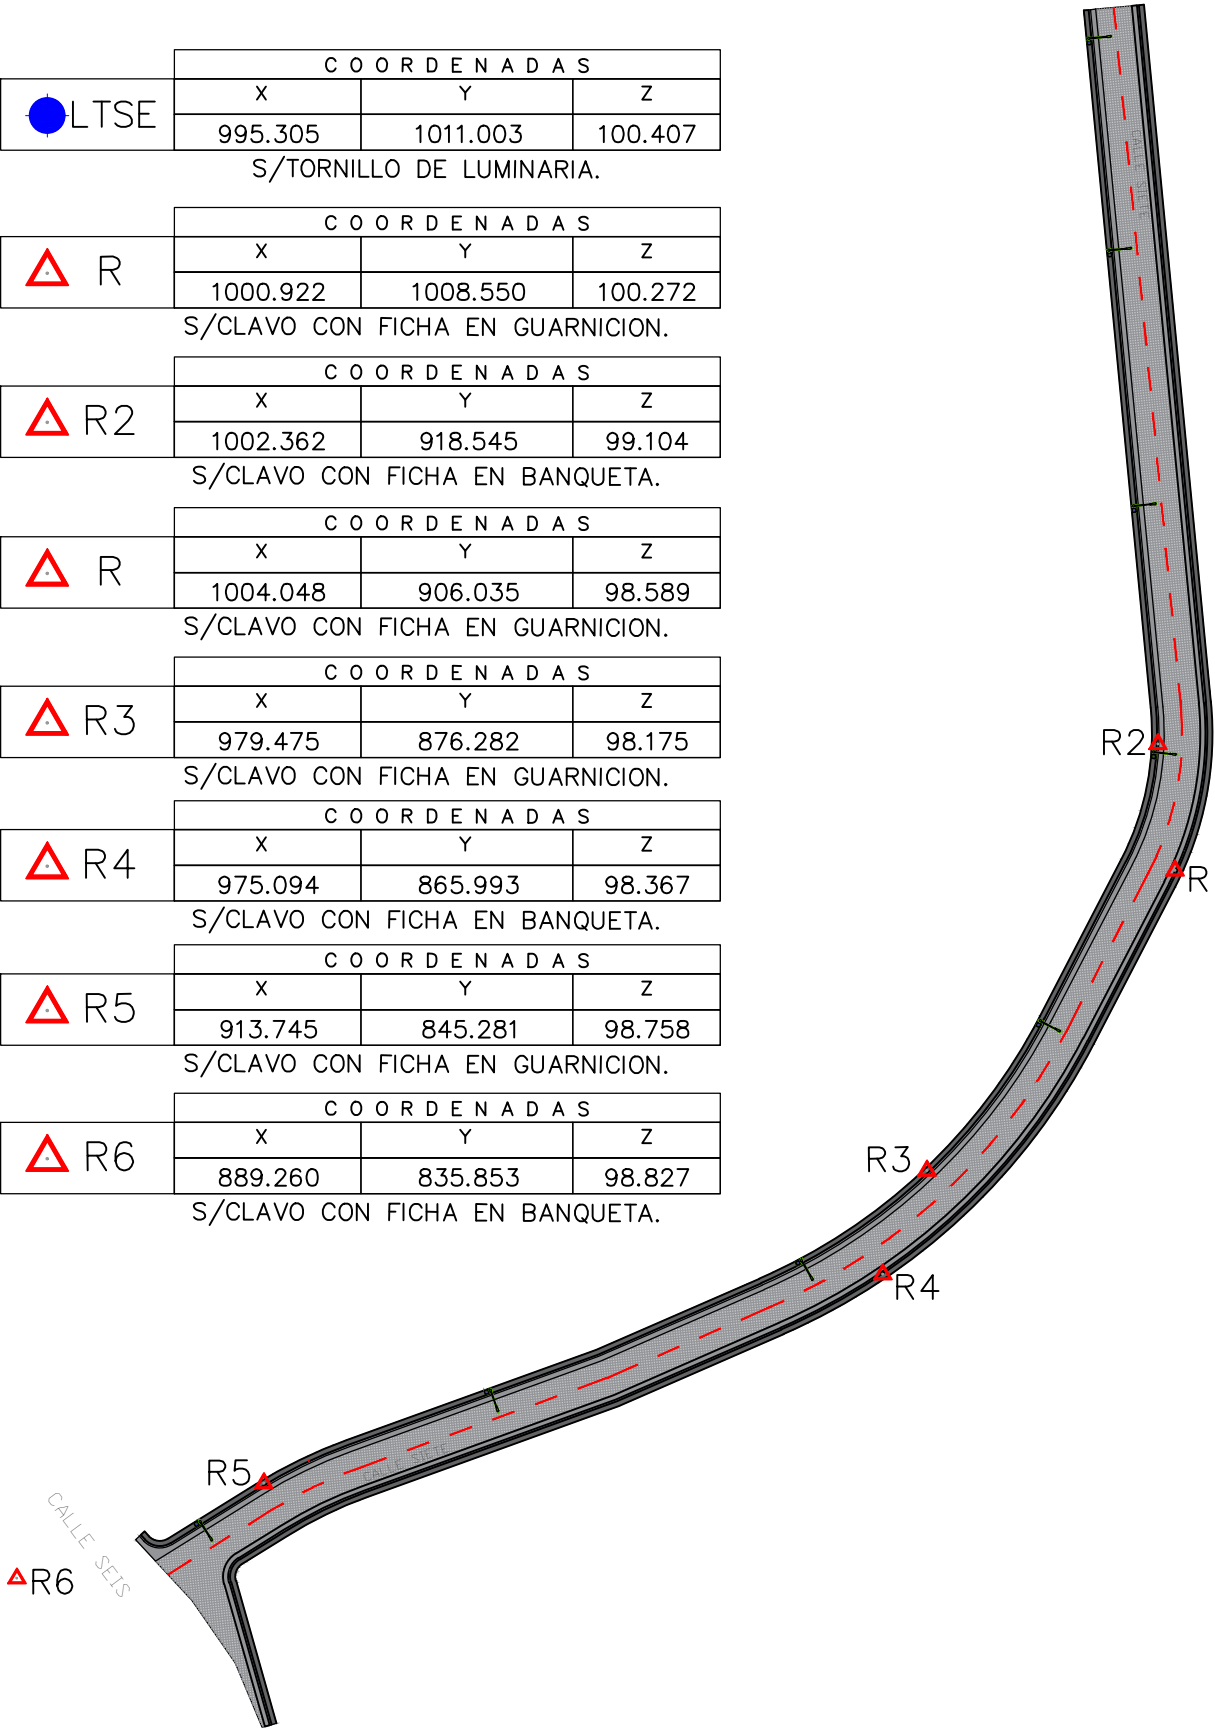 C O O R D E N A D A S
X Y Z
LTSE 995.305 1011.003 100.407
S/TORNILLO DE LUMINARIA.
C O O R D E N A D A S
X Y Z
R 1000.922 1008.550 100.272
S/CLAVO CON FICHA EN GUARNICION.
C O O R D E N A D A S
X Y Z
R2 1002.362 918.545 99.104
S/CLAVO CON FICHA EN BANQUETA.
C O O R D E N A D A S
X Y Z
R 1004.048 906.035 98.589
S/CLAVO CON FICHA EN GUARNICION.
C O O R D E N A D A S
X Y Z
R3 979.475 876.282 98.175
S/CLAVO CON FICHA EN GUARNICION.
C O O R D E N A D A S
X Y Z
R4 975.094 865.993 98.367
S/CLAVO CON FICHA EN BANQUETA.
C O O R D E N A D A S
X Y Z
R5 913.745 845.281 98.758
S/CLAVO CON FICHA EN GUARNICION.
C O O R D E N A D A S
X Y Z
R6 889.260 835.853 98.827
S/CLAVO CON FICHA EN BANQUETA.
CALLE SIETE
R2
R
R3
R4
CALLE SIETE
R5
CALLE SEIS
R6